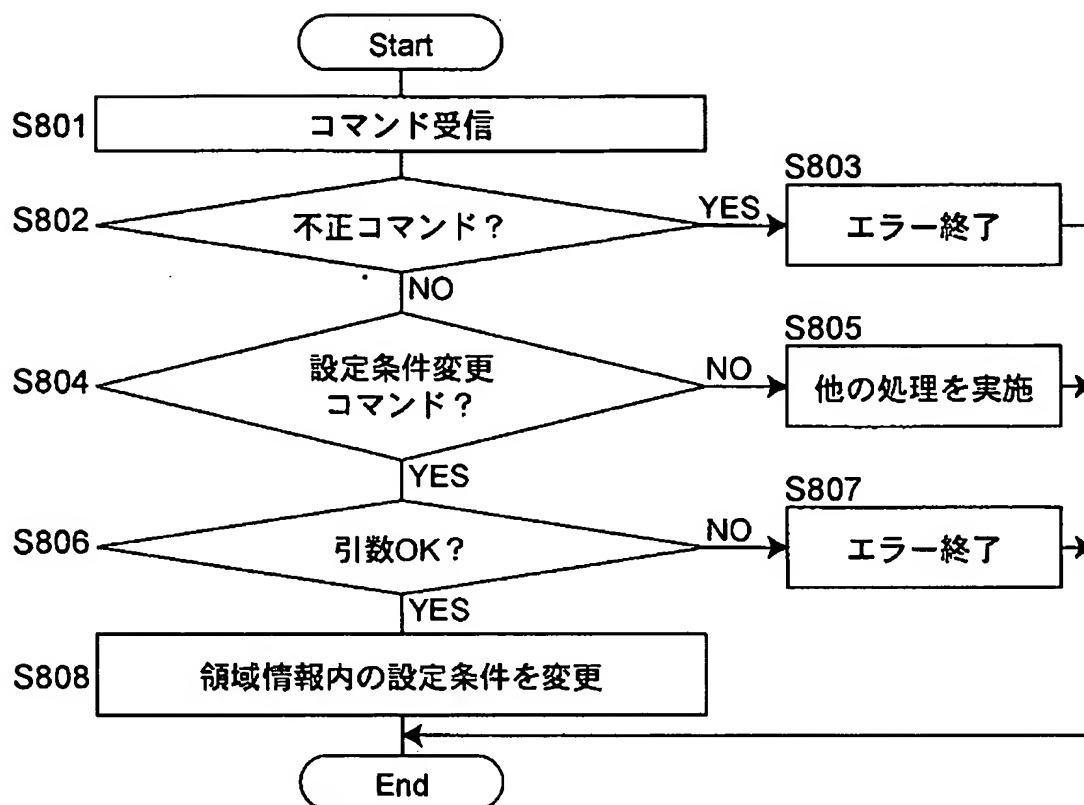 Start
S801
コマンド受信
S802
不正コマンド？
YES
S803
エラー終了
NO
S804
設定条件変更
コマンド？
NO
S805
他の処理を実施
YES
S806
引数OK？
NO
S807
エラー終了
YES
S808
領域情報内の設定条件を変更
End